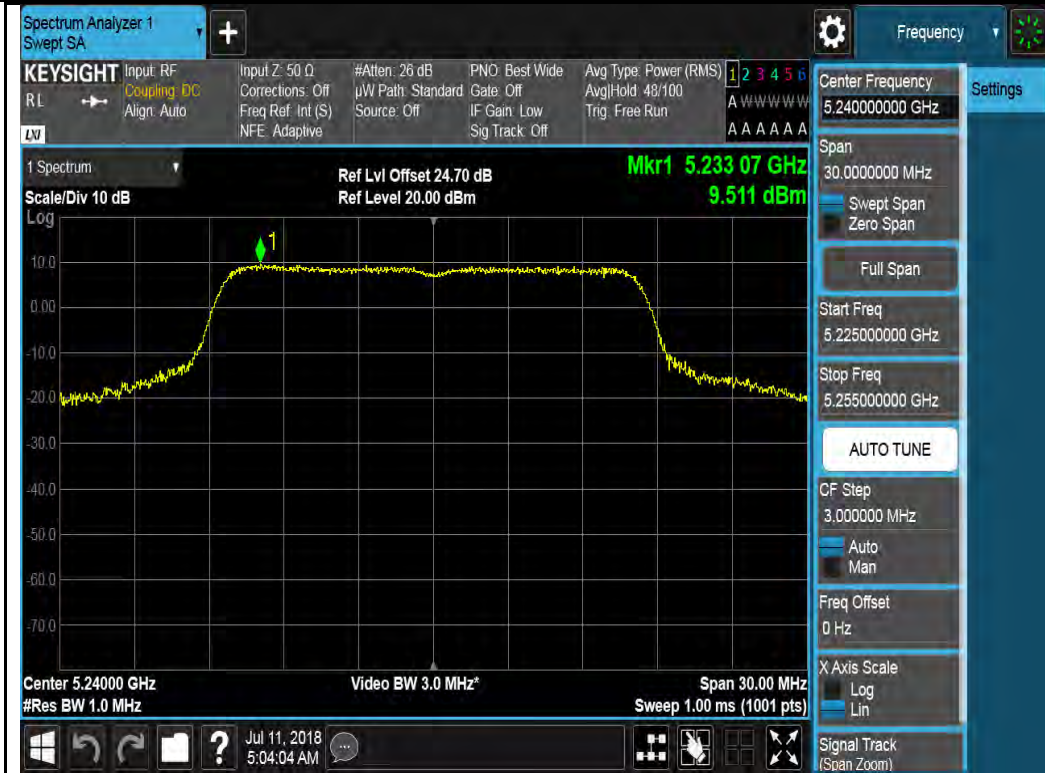 Spectrum Analyzer 1
Swept SA
+
Frequency
KEYSIGHT
RL
LXI
Input: RF
Coupling: DC
Align: Auto
Input Z: 50 Ω
Corrections: Off
Freq Ref: Int (S)
NFE: Adaptive
#Atten: 26 dB
µW Path: Standard
Source: Off
PNO: Best Wide
Gate: Off
IF Gain: Low
Sig Track: Off
Avg Type: Power (RMS)
Avg|Hold: 48/100
Trig: Free Run
1 2 3 4 5 6
A W W W W W
A A A A A A
Center Frequency
5.240000000 GHz
Settings
1 Spectrum
Scale/Div 10 dB
Log
Ref Lvl Offset 24.70 dB
Ref Level 20.00 dBm
Mkr1 5.233 07 GHz
9.511 dBm
1
10.0
0.00
-10.0
-20.0
-30.0
-40.0
-50.0
-60.0
-70.0
Center 5.24000 GHz
#Res BW 1.0 MHz
Video BW 3.0 MHz*
Span 30.00 MHz
Sweep 1.00 ms (1001 pts)
Span
30.0000000 MHz
Swept Span
Zero Span
Full Span
Start Freq
5.225000000 GHz
Stop Freq
5.255000000 GHz
AUTO TUNE
CF Step
3.000000 MHz
Auto
Man
Freq Offset
0 Hz
X Axis Scale
Log
Lin
Signal Track
(Span Zoom)
?
Jul 11, 2018
5:04:04 AM